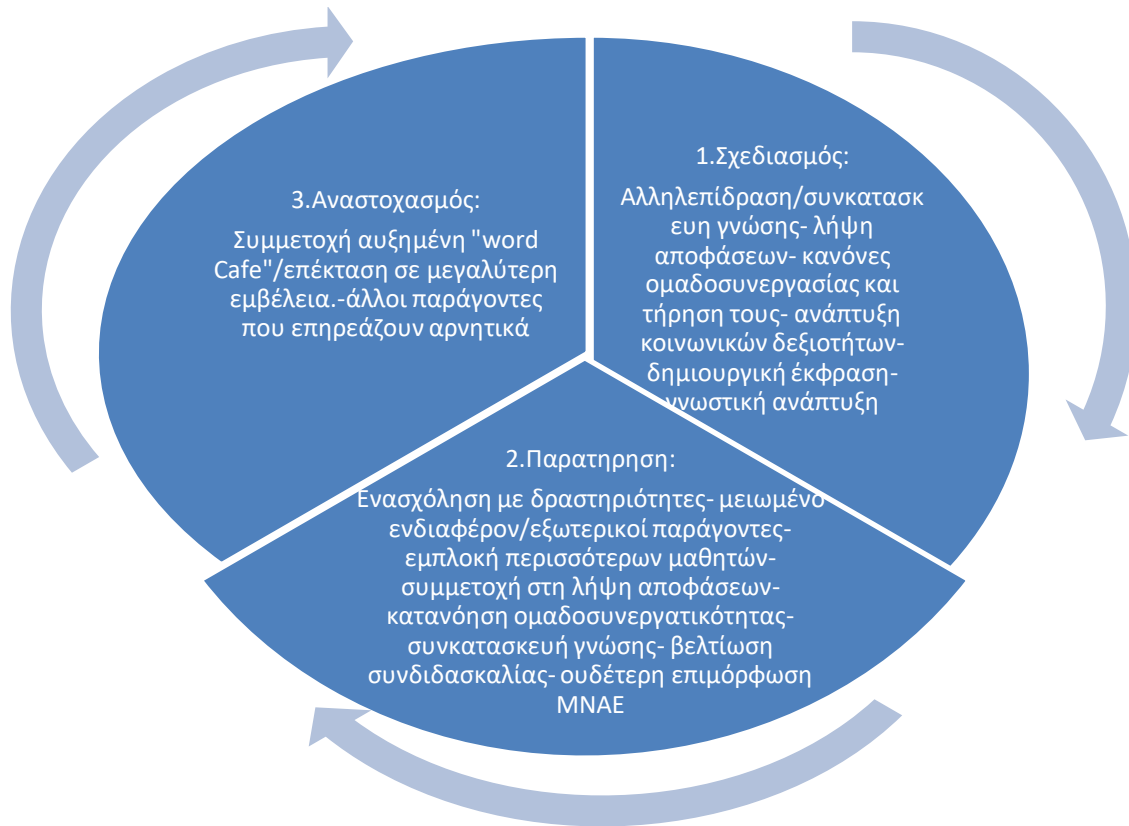 1.Σχεδιασμός:
Αλληλεπίδραση/συνκατασκ
ευη γνώσης- λήψη
αποφάσεων- κανόνες
ομαδοσυνεργασίας και
τήρηση τους- ανάπτυξη
κοινωνικών δεξιοτήτων-
δημιουργική έκφραση-
γνωστική ανάπτυξη
2.Παρατηρηση:
Ενασχόληση με δραστηριότητες- μειωμένο
ενδιαφέρον/εξωτερικοί παράγοντες-
εμπλοκή περισσότερων μαθητών-
συμμετοχή στη λήψη αποφάσεων-
κατανόηση ομαδοσυνεργατικότητας-
συνκατασκευή γνώσης- βελτίωση
συνδιδασκαλίας- ουδέτερη επιμόρφωση
ΜΝΑΕ
3.Αναστοχασμός:
Συμμετοχή αυξημένη "word
Cafe"/επέκταση σε μεγαλύτερη
εμβέλεια.-άλλοι παράγοντες
που επηρεάζουν αρνητικά